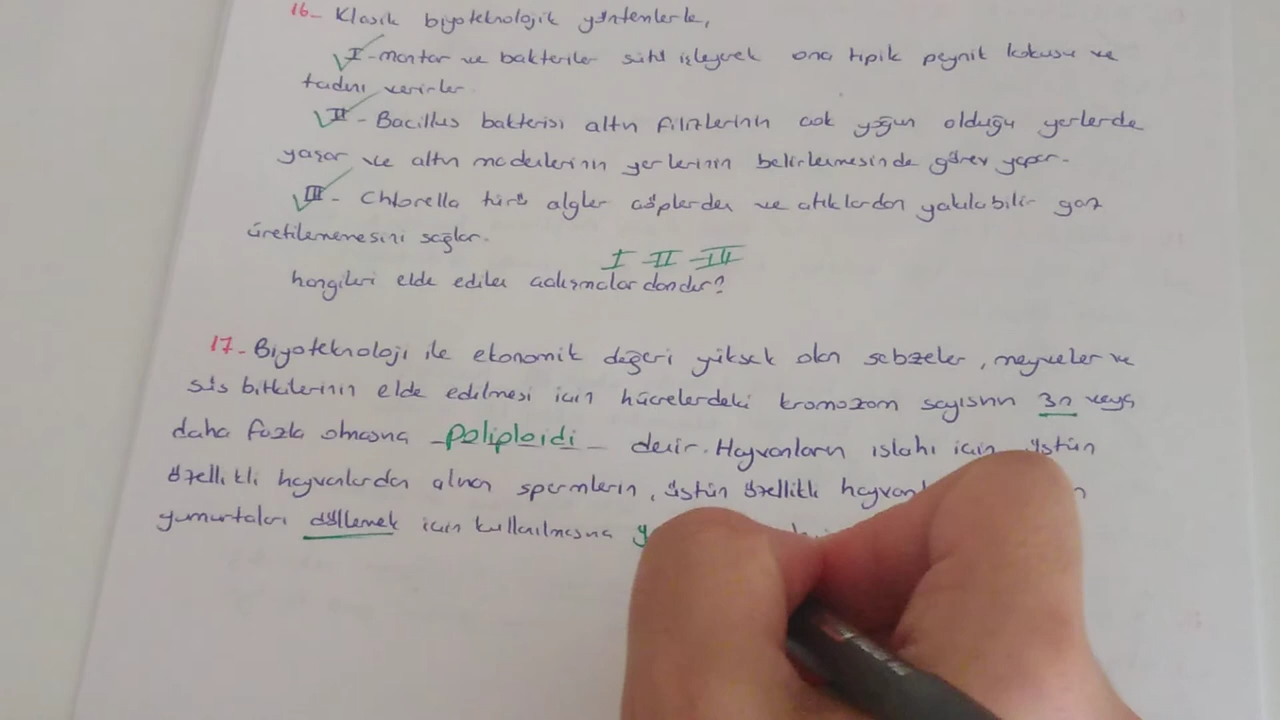 16- Klasik biyoteknolojik yöntemlerle,
I- mantar ve bakteriler sütü işleyerek ona tipik peynir kokusu ve
tadını verirler.
II- Bacillus bakterisi altın filizlerinin çok yoğun olduğu yerlerde
yaşar ve altın madenlerinin yerlerinin belirlenmesinde görev yapar.
III- Chlorella türü algler çöplerden ve atıklardan yakılabilir gaz
üretilmemesini sağlar.
I-II-III
hangileri elde edilen çalışmalardandır?
17- Biyoteknoloji ile ekonomik değeri yüksek olan sebzeler, meyveler ve
süs bitkilerinin elde edilmesi için hücrelerdeki kromozom sayısının 3n veya
daha fazla olmasına poliploidi denir. Hayvanların ıslahı için üstün
özellikli hayvanlardan alınan spermlerin, üstün özellikli
yumurtaları döllemek için kullanılmasına